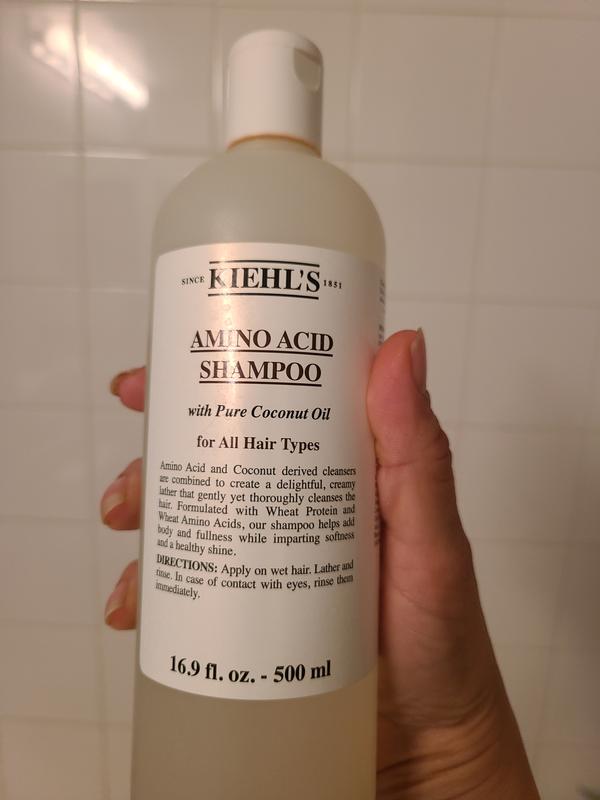 SINCE KIEHL'S 1851
AMINO ACID
SHAMPOO
with Pure Coconut Oil
for All Hair Types
Amino Acid and Coconut derived cleansers
are combined to create a delightful, creamy
lather that gently yet thoroughly cleanses the
hair. Formulated with Wheat Protein and
Wheat Amino Acids, our shampoo helps add
body and fullness while imparting softness
and a healthy shine.
DIRECTIONS: Apply on wet hair. Lather and
rinse. In case of contact with eyes, rinse them
immediately.
16.9 fl. oz. - 500 ml